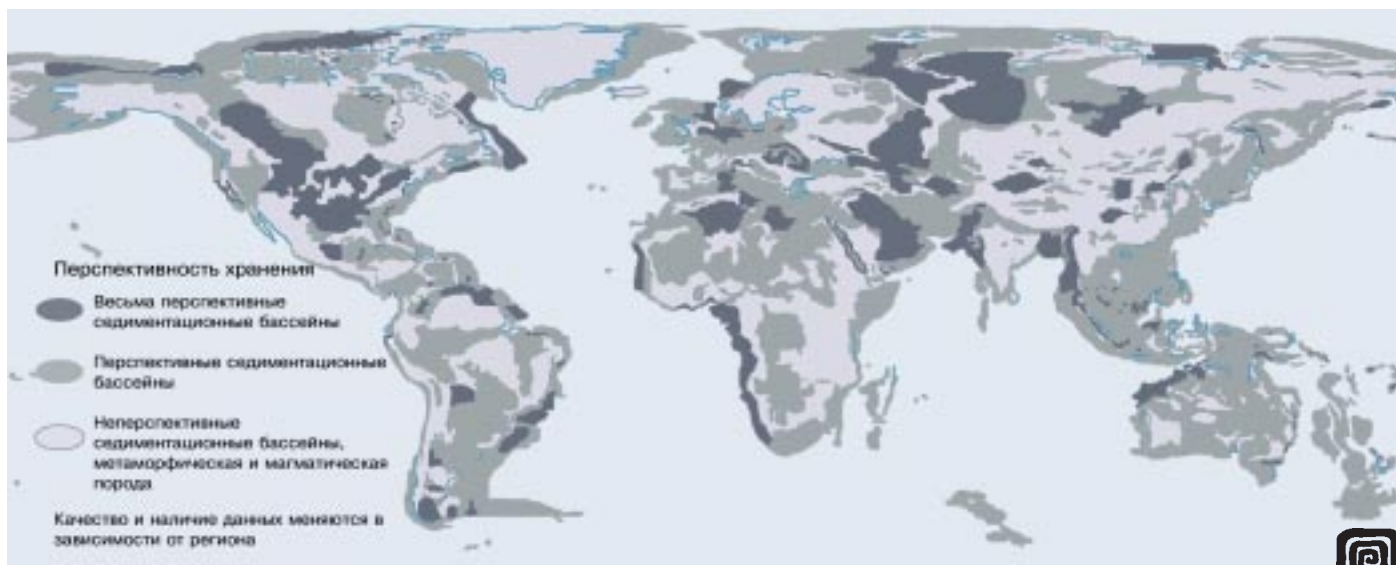 Перспективность хранения
Весьма перспективные
седиментационные бассейны
Перспективные седиментационные
бассейны
Неперспективные
седиментационные бассейны,
метаморфическая и магматическая
порода
Качество и наличие данных меняются в
зависимости от региона